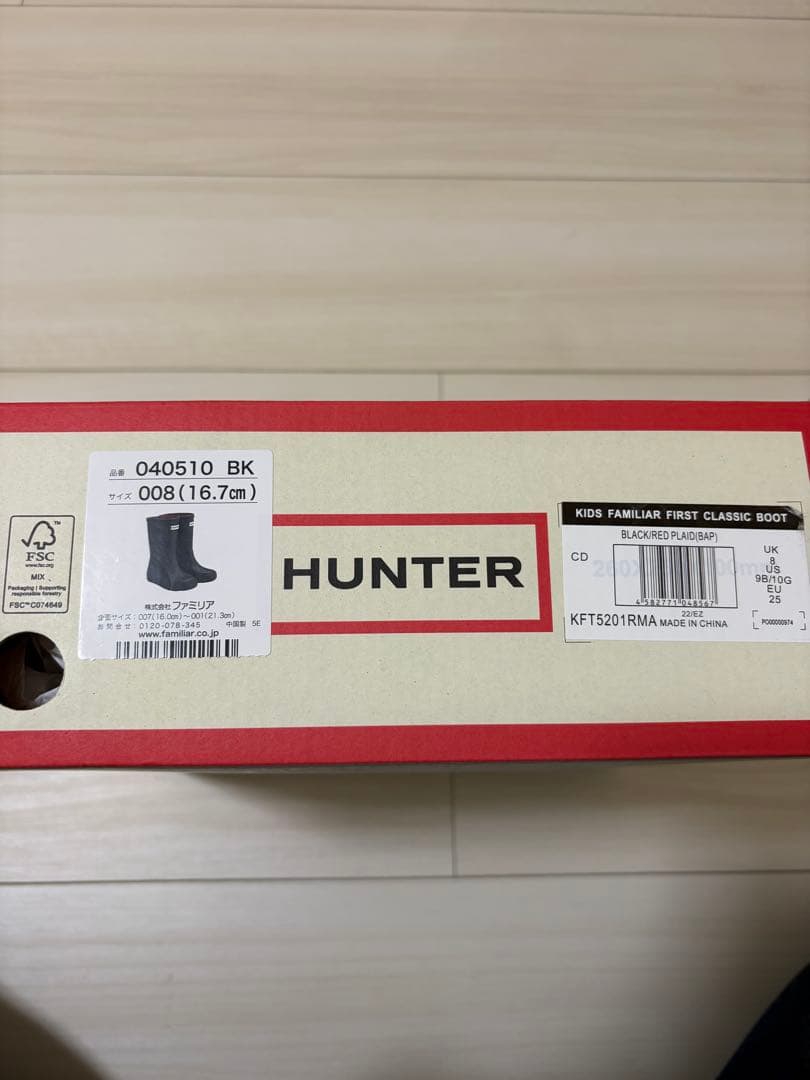 FSC
www.fsc.org
MIX
Packaging | Supporting
responsible forestry
FSC™ C074649
品番 040510 BK
サイズ 008(16.7cm)
株式会社ファミリア
企画サイズ：007(16.0cm)〜001(21.3cm)
お問合せ：0120-078-345 中国製 5E
www.familiar.co.jp
HUNTER
KIDS FAMILIAR FIRST CLASSIC BOOT
BLACK/RED PLAID(BAP)
CD
UK
8
US
9B/10G
EU
25
4 582771 048567
22/EZ
KFT5201RMA MADE IN CHINA
PO00000974